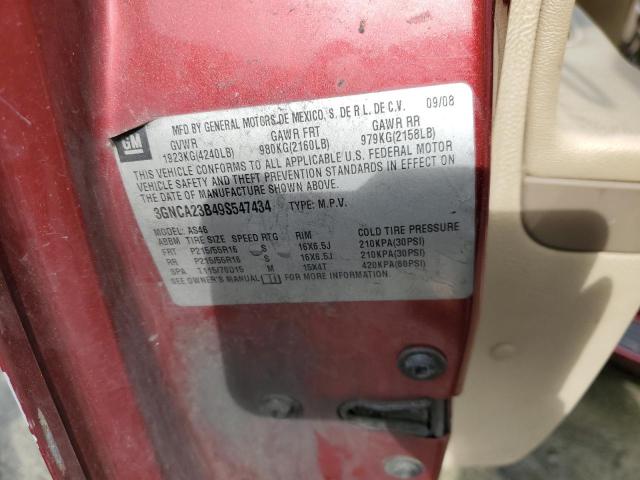 GM
MFD BY GENERAL MOTORS DE MEXICO, S. DE R L. DE C.V. 09/08
GVWR GAWR FRT GAWR RR
1923KG(4240LB) 980KG(2160LB) 979KG(2158LB)
THIS VEHICLE CONFORMS TO ALL APPLICABLE U.S. FEDERAL MOTOR
VEHICLE SAFETY AND THEFT PREVENTION STANDARDS IN EFFECT ON
THE DATE OF MANUFACTURE SHOWN ABOVE.
3GNCA23B49S547434 TYPE: M.P.V.
MODEL: AS46
ABBM TIRE SIZE SPEED RTG RIM COLD TIRE PRESSURE
FRT P215/55R16 S 16X6.5J 210KPA(30PSI)
RR P215/55R16 S 16X6.5J 210KPA(30PSI)
SPA T115/70D15 M 15X4T 420KPA(60PSI)
SEE OWNER'S MANUAL FOR MORE INFORMATION.